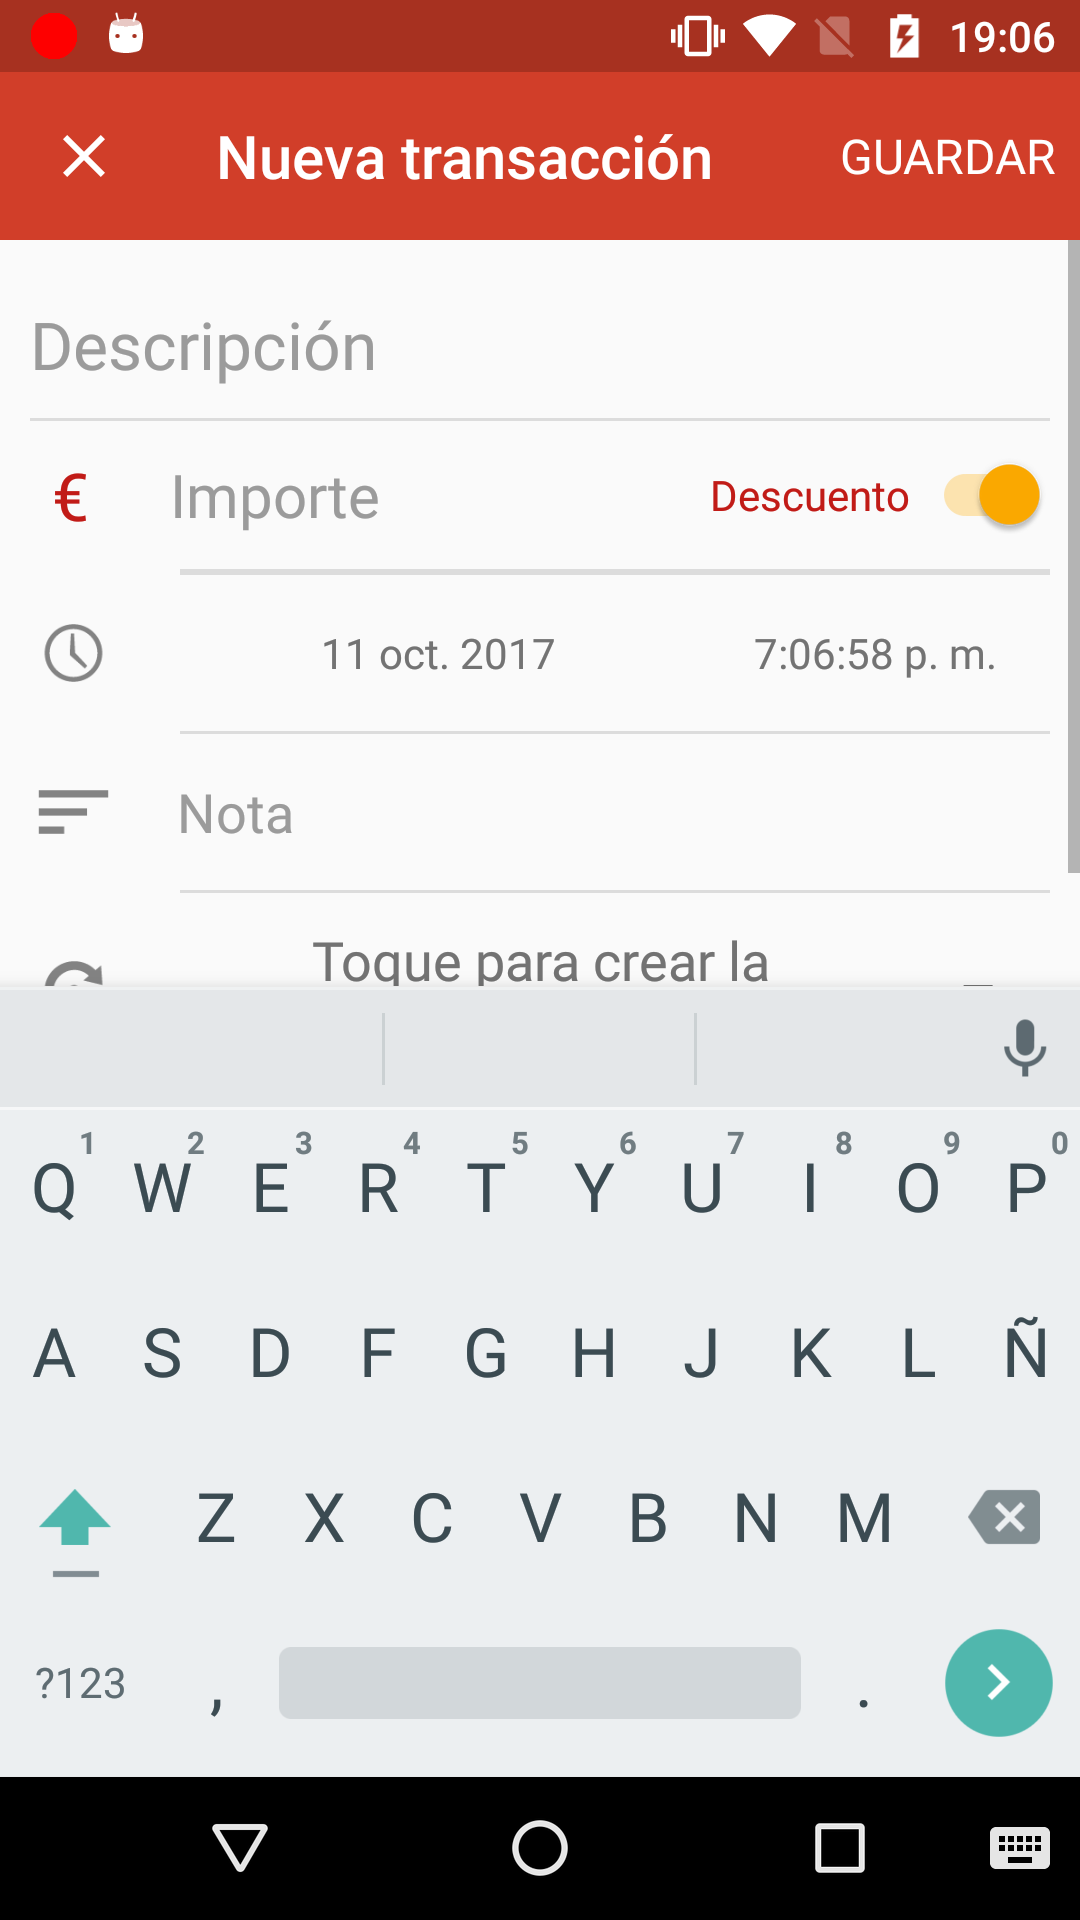 19:06
Nueva transacción GUARDAR
Descripción
€ Importe Descuento
11 oct. 2017 7:06:58 p. m.
Nota
Toque para crear la
1 2 3 4 5 6 7 8 9 0
Q W E R T Y U I O P
A S D F G H J K L Ñ
Z X C V B N M
?123 , .